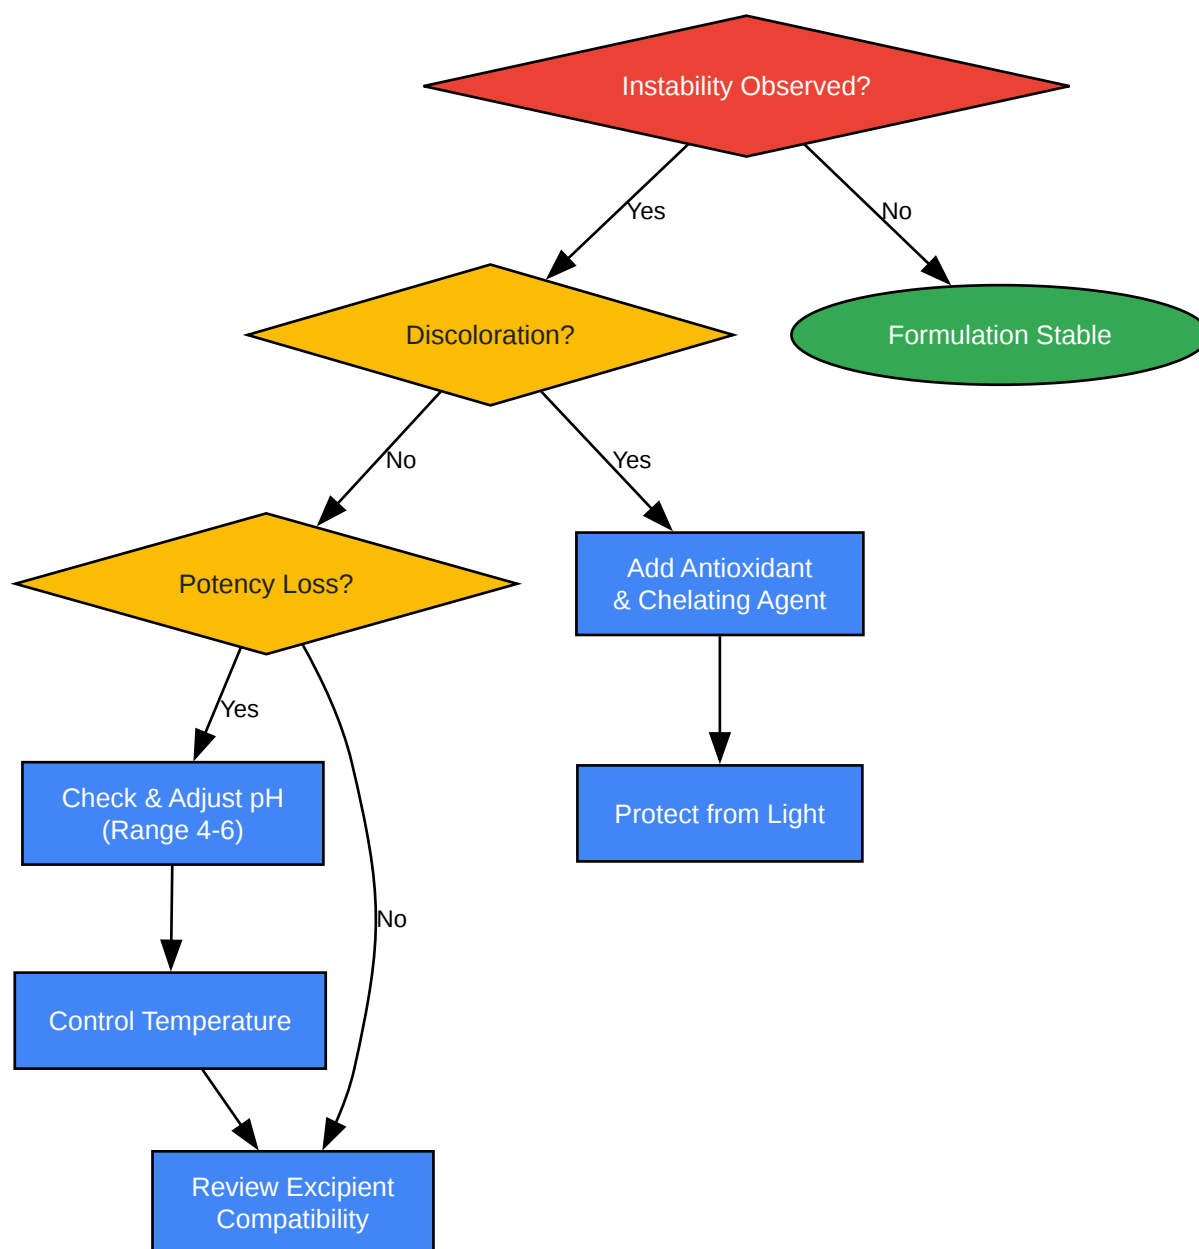 Instability Observed?
Yes
No
Discoloration?
Formulation Stable
No
Yes
Potency Loss?
Add Antioxidant
& Chelating Agent
Yes
Check & Adjust pH
(Range 4-6)
Protect from Light
No
Control Temperature
Review Excipient
Compatibility